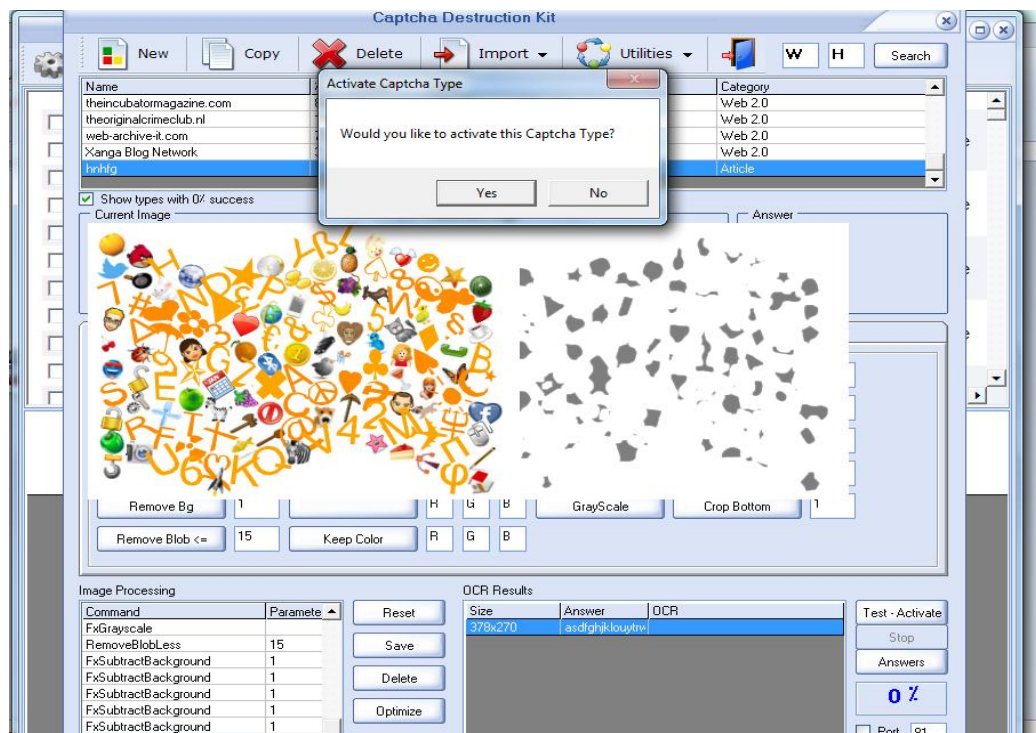 Captcha Destruction Kit
New Copy Delete Import Utilities W H Search
Activate Captcha Type
Name Category
theincubatormagazine.com Web 2.0
theoriginalcrimeclub.nl Web 2.0
web-archive-it.com Web 2.0
Xanga Blog Network Web 2.0
hnhfg Article
Would you like to activate this Captcha Type?
Yes No
Show types with 0% success
Current Image Answer
Remove Bg 1 R G B GrayScale Crop Bottom 1
Remove Blob <= 15 Keep Color R G B
Image Processing OCR Results
Command Paramete Reset Size Answer OCR Test - Activate
FxGrayscale 378x270 asdfghjklouytrw
RemoveBlobLess 15 Save Stop
FxSubtractBackground 1 Answers
FxSubtractBackground 1 Delete
FxSubtractBackground 1 0 %
FxSubtractBackground 1 Optimize
FxSubtractBackground 1 Port 81